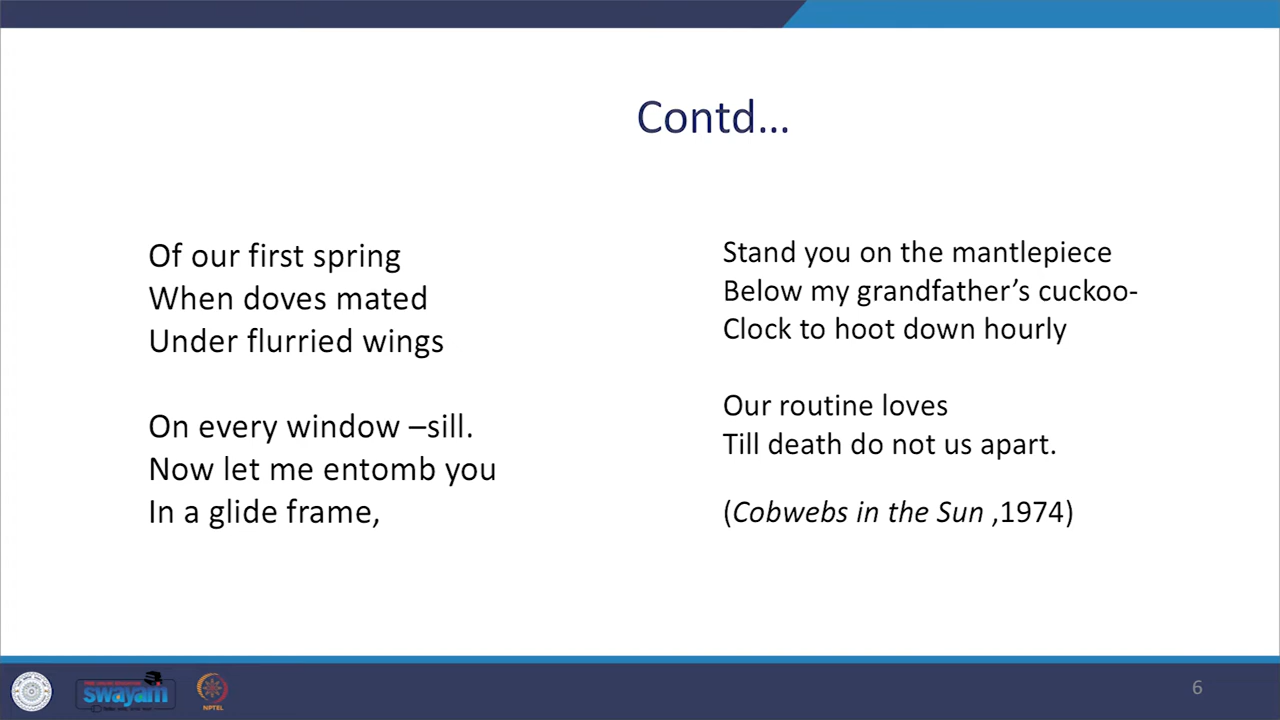 Contd...
Of our first spring
When doves mated
Under flurried wings
On every window –sill.
Now let me entomb you
In a glide frame,
Stand you on the mantlepiece
Below my grandfather’s cuckoo-
Clock to hoot down hourly
Our routine loves
Till death do not us apart.
(Cobwebs in the Sun ,1974)
swayam
NPTEL
6